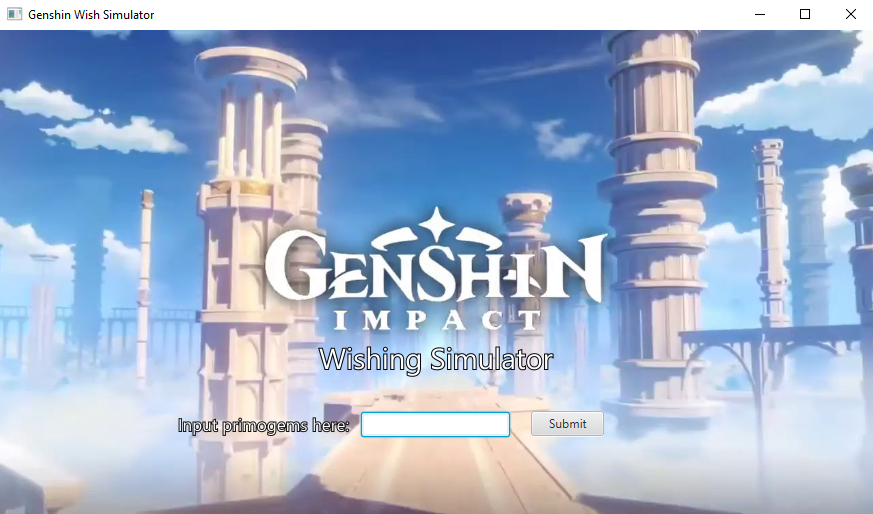 Genshin Wish Simulator
GENSHIN
IMPACT
Wishing Simulator
Input primogems here:
Submit